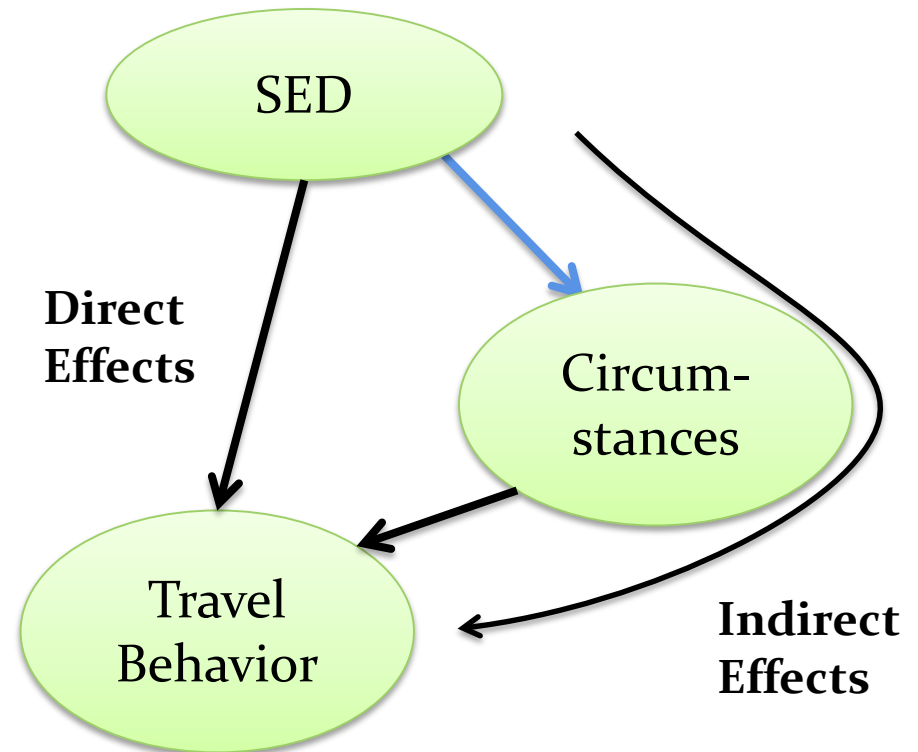 SED
Direct
Effects
Circum-
stances
Travel
Behavior
Indirect
Effects